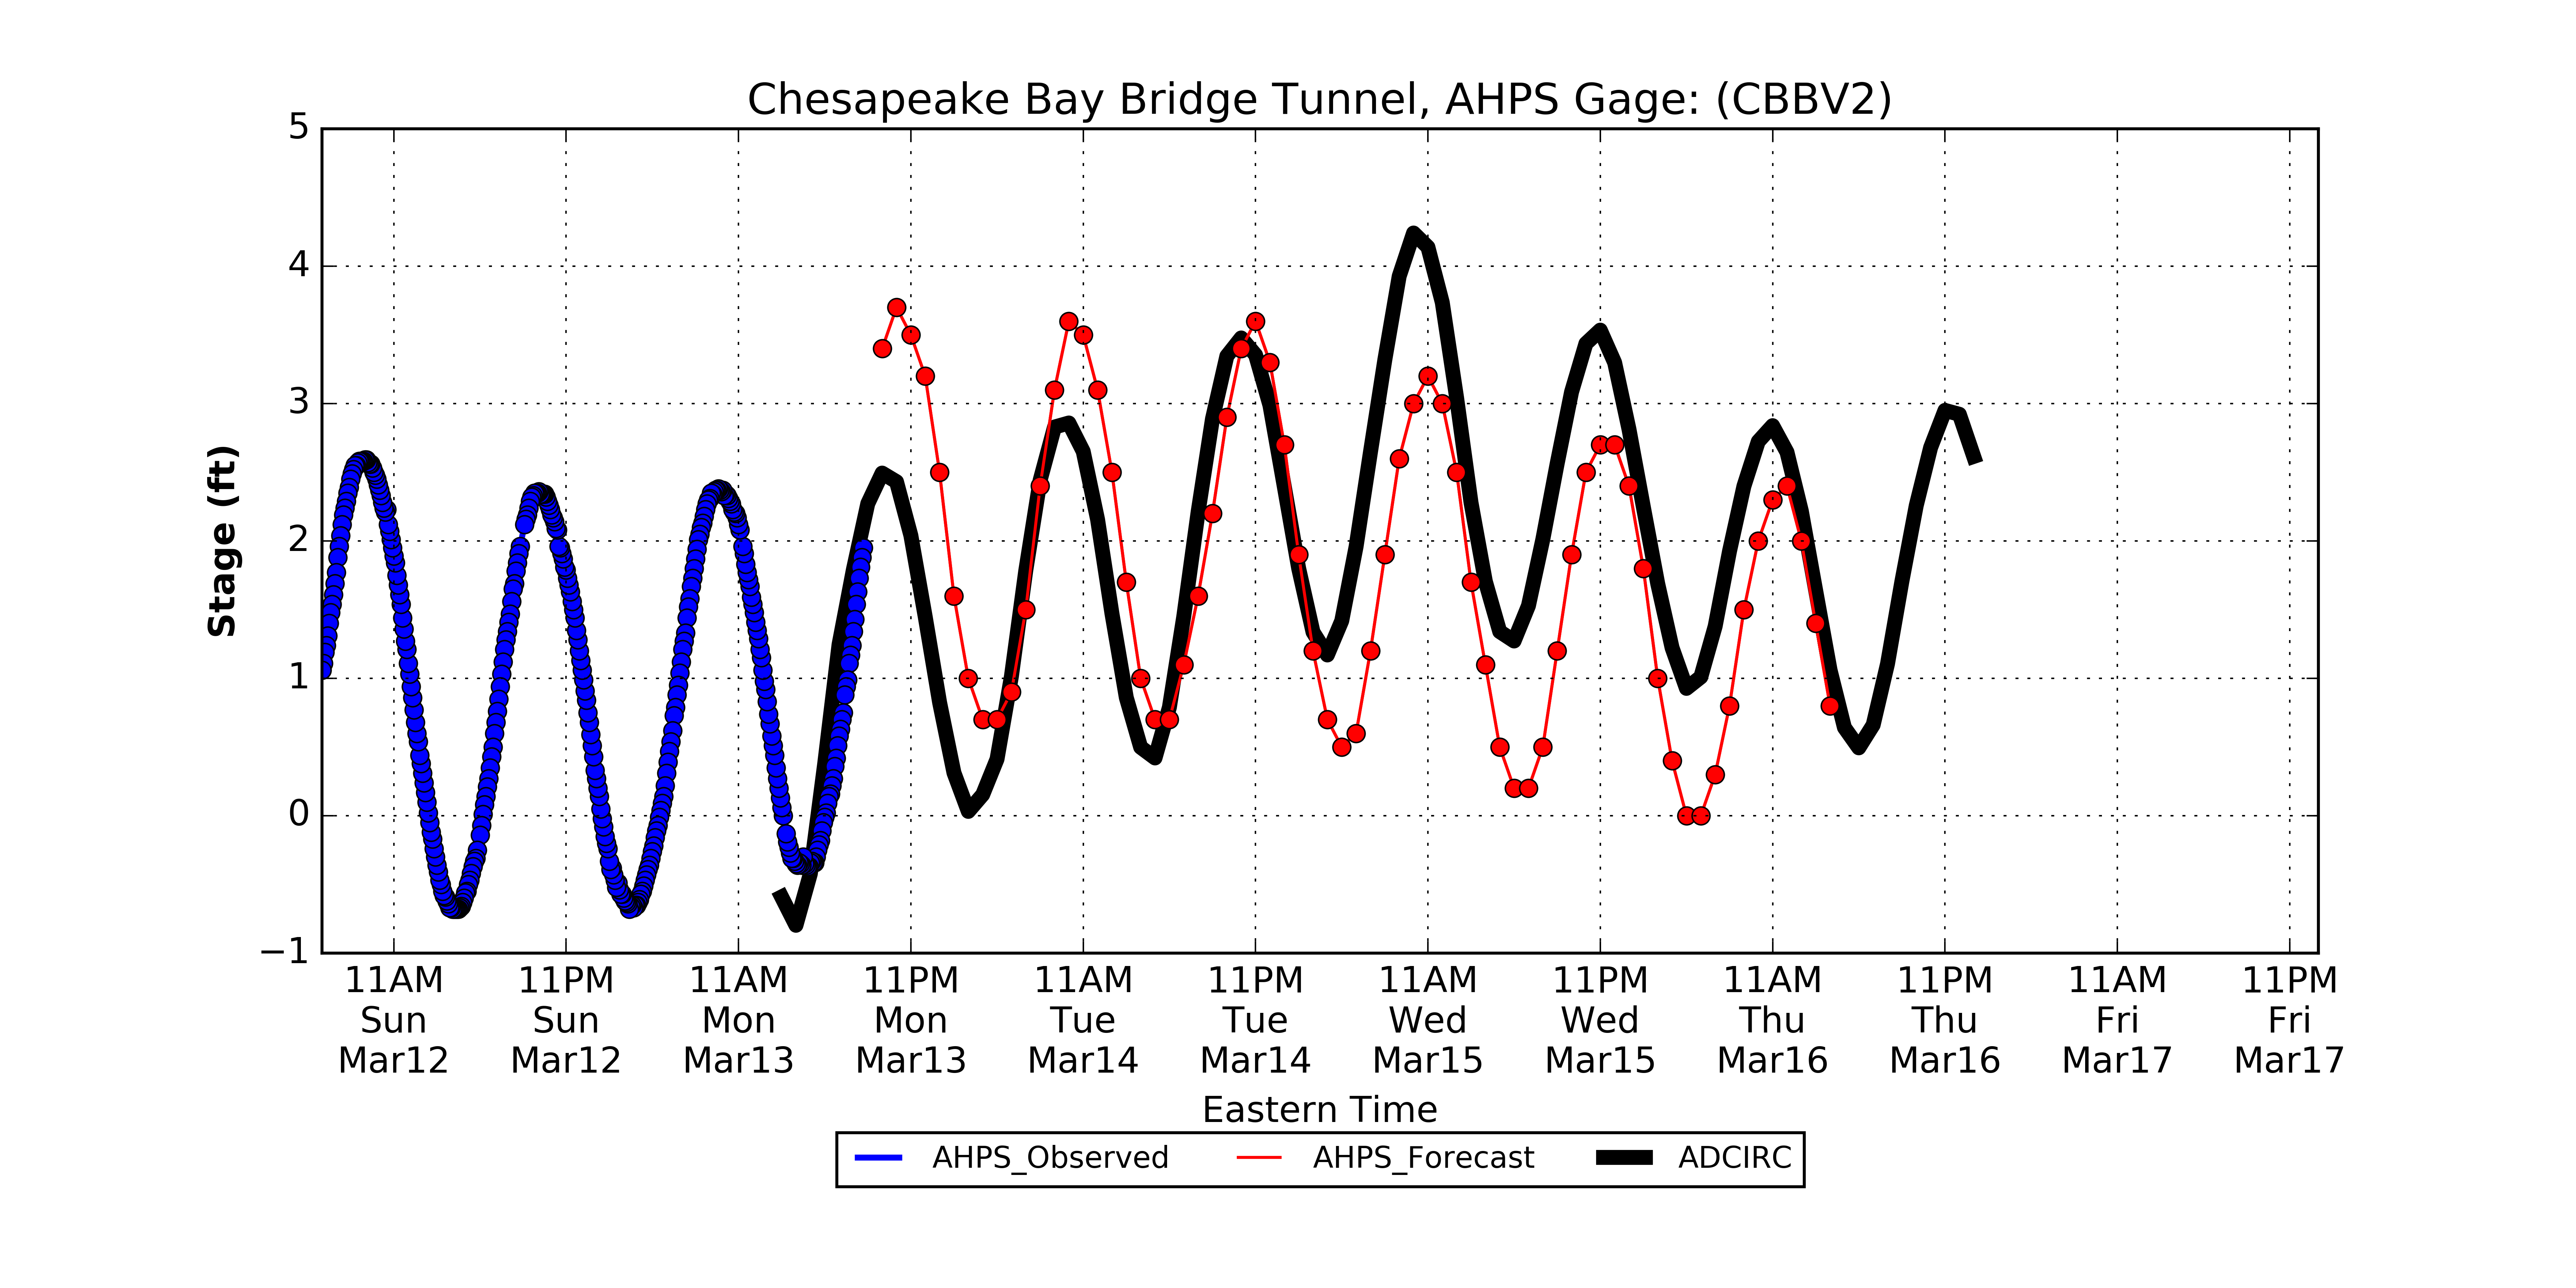 Chesapeake Bay Bridge Tunnel, AHPS Gage: (CBBV2)
5
4
3
2
1
0
−1
Stage (ft)
11AM 11PM 11AM 11PM 11AM 11PM 11AM 11PM 11AM 11PM 11AM 11PM
Sun Sun Mon Mon Tue Tue Wed Wed Thu Thu Fri Fri
Mar12 Mar12 Mar13 Mar13 Mar14 Mar14 Mar15 Mar15 Mar16 Mar16 Mar17 Mar17
Eastern Time
AHPS_Observed AHPS_Forecast ADCIRC